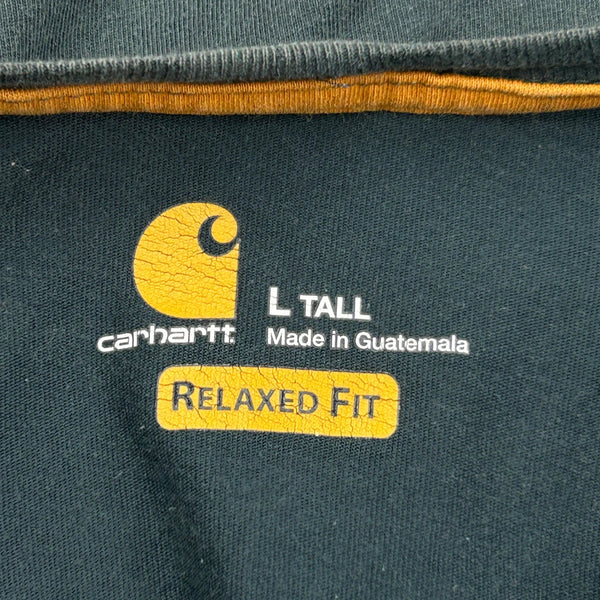 L TALL
carhartt
Made in Guatemala
RELAXED FIT